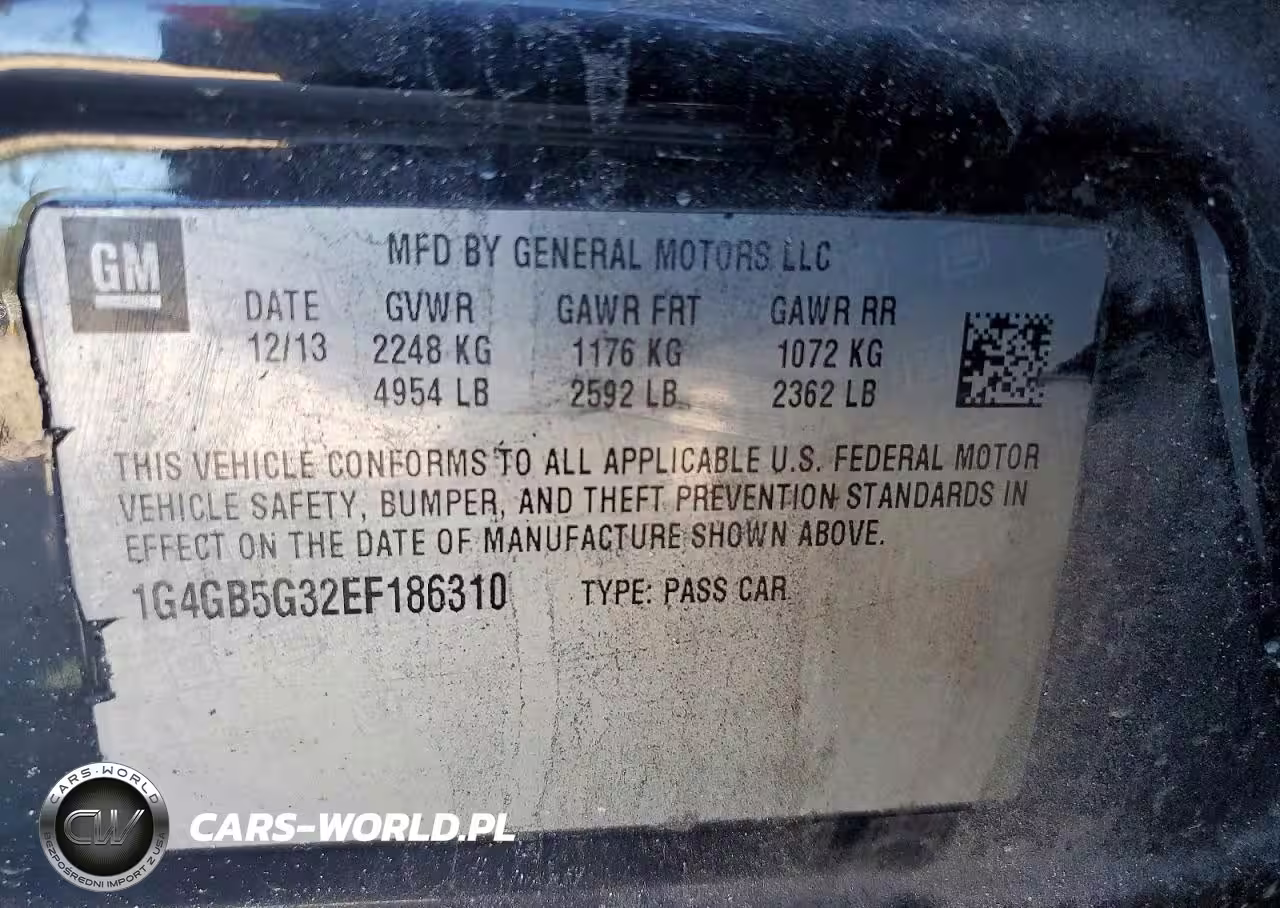 GM
MFD BY GENERAL MOTORS LLC
DATE GVWR GAWR FRT GAWR RR
12/13 2248 KG 1176 KG 1072 KG
4954 LB 2592 LB 2362 LB
THIS VEHICLE CONFORMS TO ALL APPLICABLE U.S. FEDERAL MOTOR
VEHICLE SAFETY, BUMPER, AND THEFT PREVENTION STANDARDS IN
EFFECT ON THE DATE OF MANUFACTURE SHOWN ABOVE.
1G4GB5G32EF186310 TYPE: PASS CAR
CARS-WORLD
CW
BEZPOŚREDNI IMPORT Z USA
CARS-WORLD.PL